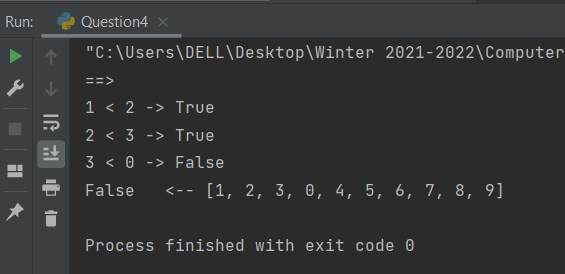 Run: Question4
"C:\Users\DELL\Desktop\Winter 2021-2022\Computer
==>
1 < 2 -> True
2 < 3 -> True
3 < 0 -> False
False   <-- [1, 2, 3, 0, 4, 5, 6, 7, 8, 9]
Process finished with exit code 0